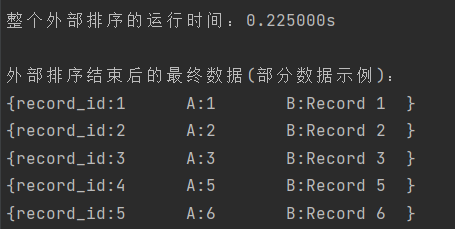 整个外部排序的运行时间：0.225000s
外部排序结束后的最终数据(部分数据示例)：
{record_id:1 A:1 B:Record 1 }
{record_id:2 A:2 B:Record 2 }
{record_id:3 A:3 B:Record 3 }
{record_id:4 A:5 B:Record 5 }
{record_id:5 A:6 B:Record 6 }